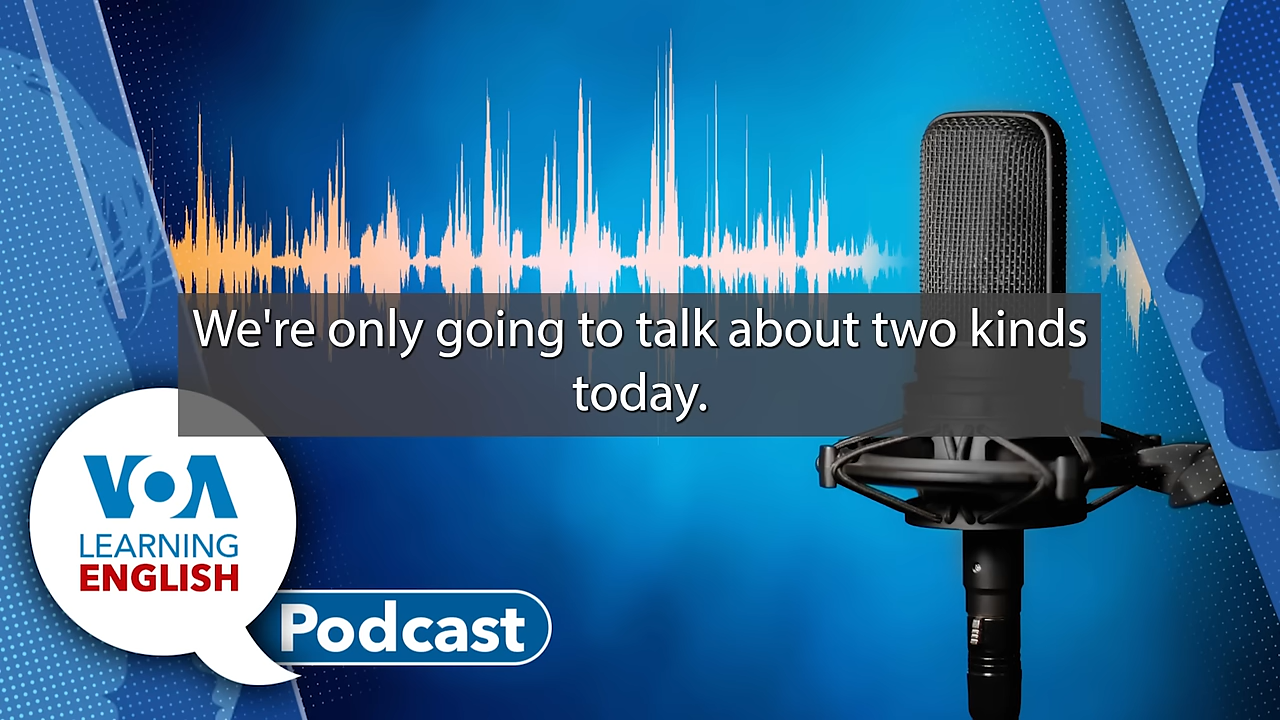 We're only going to talk about two kinds
today.
VOA
LEARNING
ENGLISH
Podcast